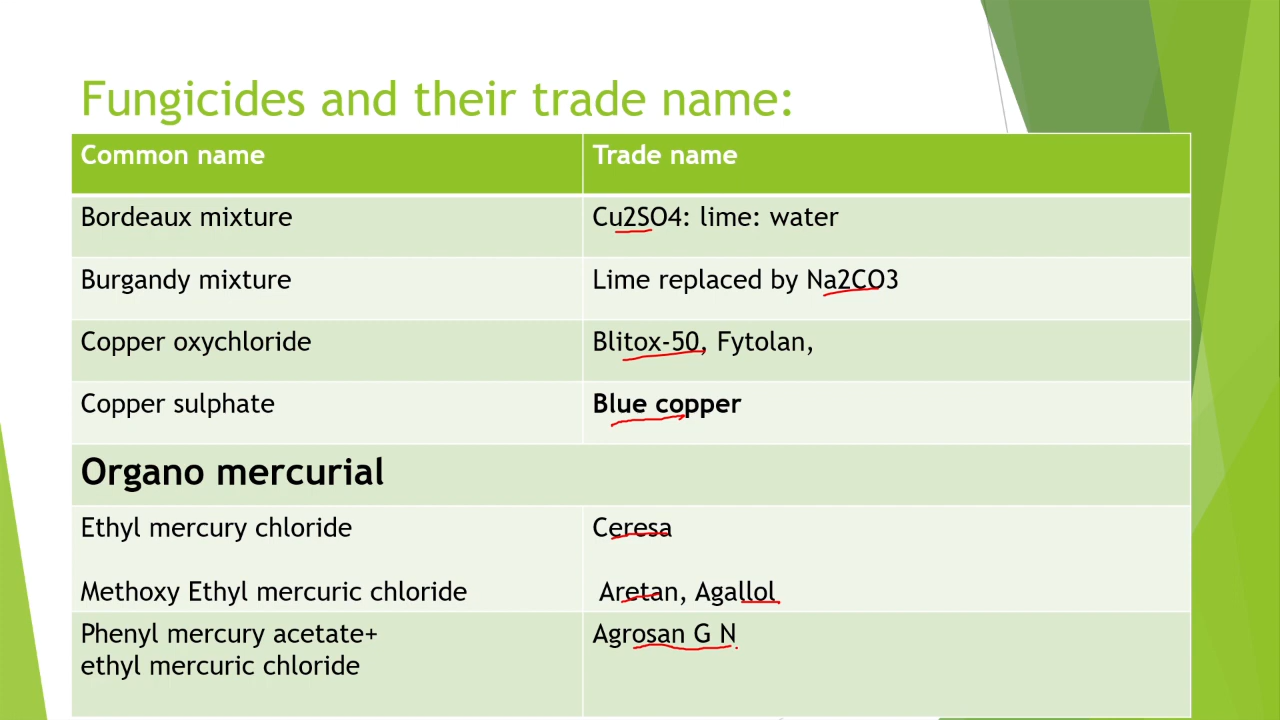 Fungicides and their trade name:
Common name Trade name
Bordeaux mixture Cu2SO4: lime: water
Burgandy mixture Lime replaced by Na2CO3
Copper oxychloride Blitox-50, Fytolan,
Copper sulphate Blue copper
Organo mercurial
Ethyl mercury chloride Ceresa
Methoxy Ethyl mercuric chloride Aretan, Agallol
Phenyl mercury acetate+ Agrosan G N
ethyl mercuric chloride